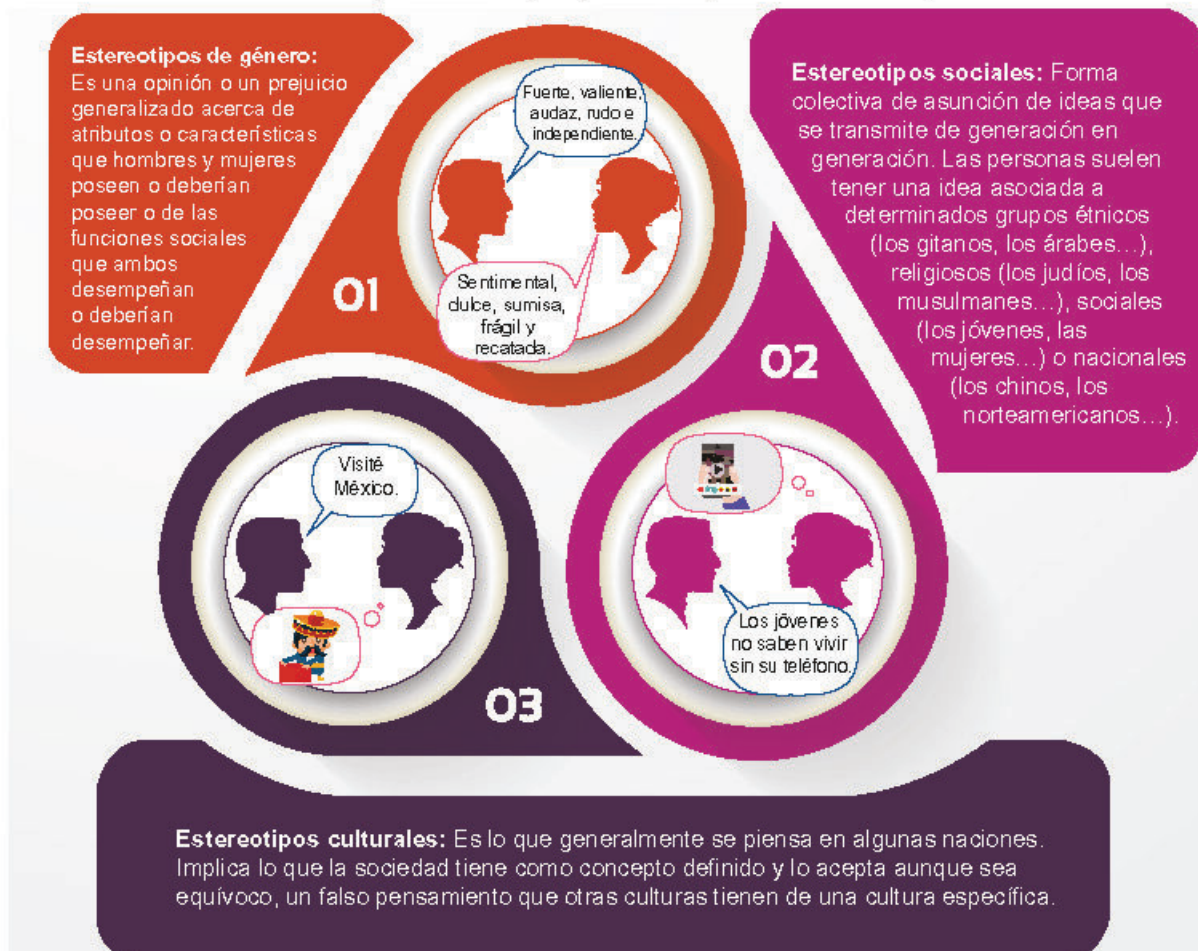 Estereotipos de género:
Es una opinión o un prejuicio
generalizado acerca de
atributos o características
que hombres y mujeres
poseen o deberían
poseer o de las
funciones sociales
que ambos
desempeñan
o deberían
desempeñar.
01
Fuerte, valiente,
audaz, rudo e
independiente.
Sentimental,
dulce, sumisa,
frágil y
recatada.
Estereotipos sociales: Forma
colectiva de asunción de ideas que
se transmite de generación en
generación. Las personas suelen
tener una idea asociada a
determinados grupos étnicos
(los gitanos, los árabes...),
religiosos (los judíos, los
musulmanes...), sociales
(los jóvenes, las
mujeres...) o nacionales
(los chinos, los
norteamericanos...).
02
Los jóvenes
no saben vivir
sin su teléfono.
Visité
México.
03
Estereotipos culturales: Es lo que generalmente se piensa en algunas naciones.
Implica lo que la sociedad tiene como concepto definido y lo acepta aunque sea
equívoco, un falso pensamiento que otras culturas tienen de una cultura específica.